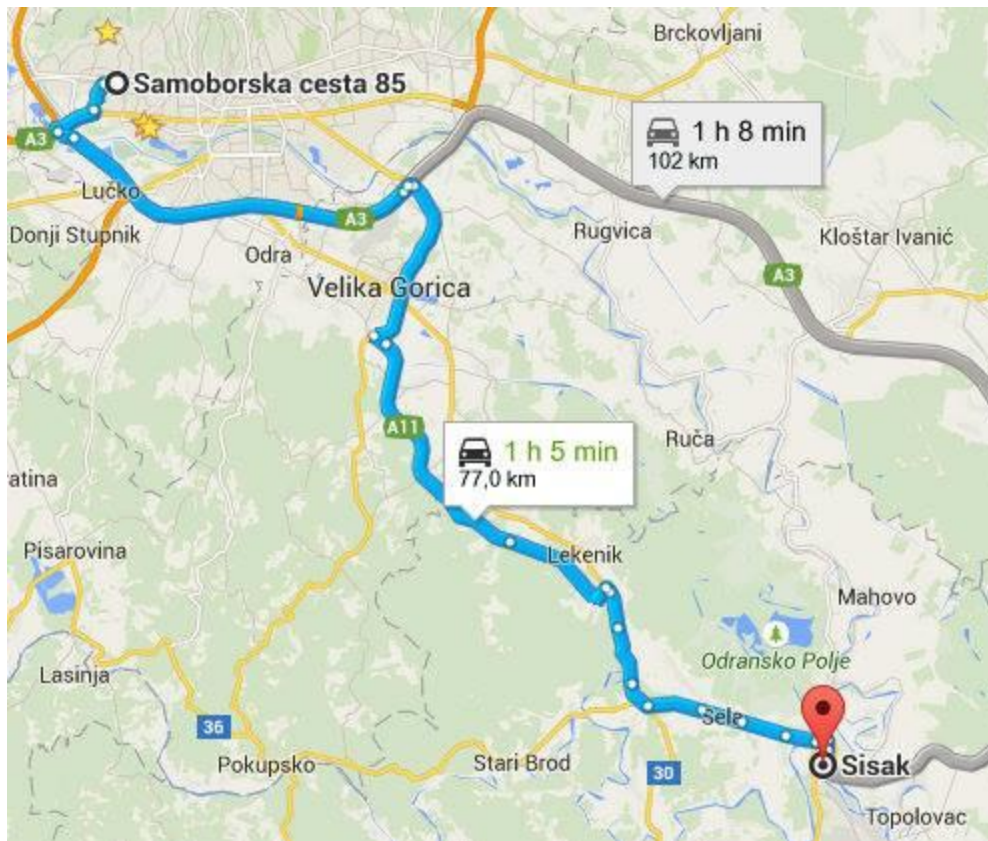 Brckovljani
Samoborska cesta 85
1 h 8 min
102 km
A3
Lučko
A3
Donji Stupnik
Rugvica
Kloštar Ivanić
Odra
A3
Velika Gorica
A11
Ruča
1 h 5 min
77,0 km
atina
Pisarovina
Lekenik
Mahovo
Odransko Polje
Lasinja
Sela
36
Pokupsko
Stari Brod
30
Sisak
Topolovac